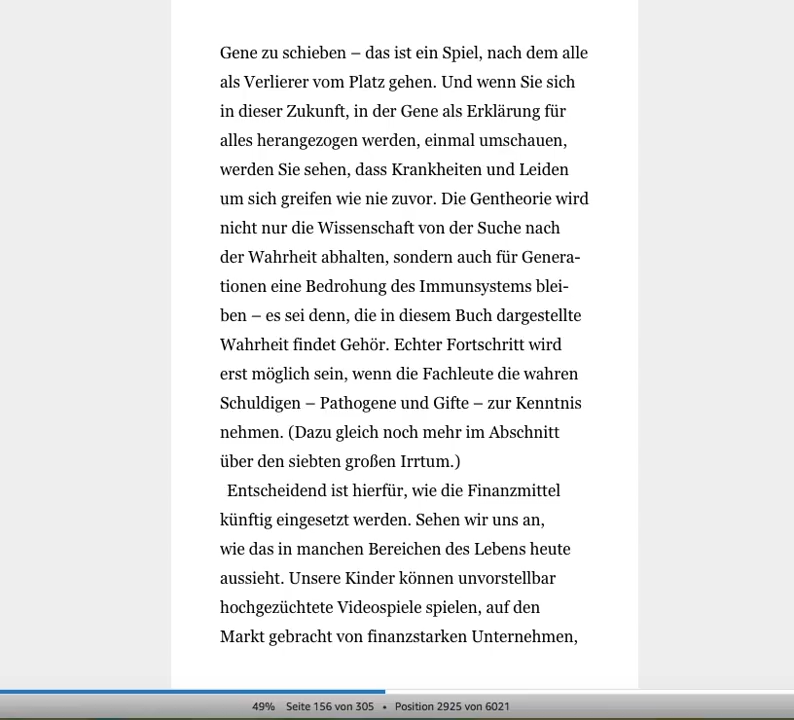 Gene zu schieben – das ist ein Spiel, nach dem alle
als Verlierer vom Platz gehen. Und wenn Sie sich
in dieser Zukunft, in der Gene als Erklärung für
alles herangezogen werden, einmal umschauen,
werden Sie sehen, dass Krankheiten und Leiden
um sich greifen wie nie zuvor. Die Gentheorie wird
nicht nur die Wissenschaft von der Suche nach
der Wahrheit abhalten, sondern auch für Genera-
tionen eine Bedrohung des Immunsystems blei-
ben – es sei denn, die in diesem Buch dargestellte
Wahrheit findet Gehör. Echter Fortschritt wird
erst möglich sein, wenn die Fachleute die wahren
Schuldigen – Pathogene und Gifte – zur Kenntnis
nehmen. (Dazu gleich noch mehr im Abschnitt
über den siebten großen Irrtum.)
Entscheidend ist hierfür, wie die Finanzmittel
künftig eingesetzt werden. Sehen wir uns an,
wie das in manchen Bereichen des Lebens heute
aussieht. Unsere Kinder können unvorstellbar
hochgezüchtete Videospiele spielen, auf den
Markt gebracht von finanzstarken Unternehmen,
49% Seite 156 von 305 • Position 2925 von 6021